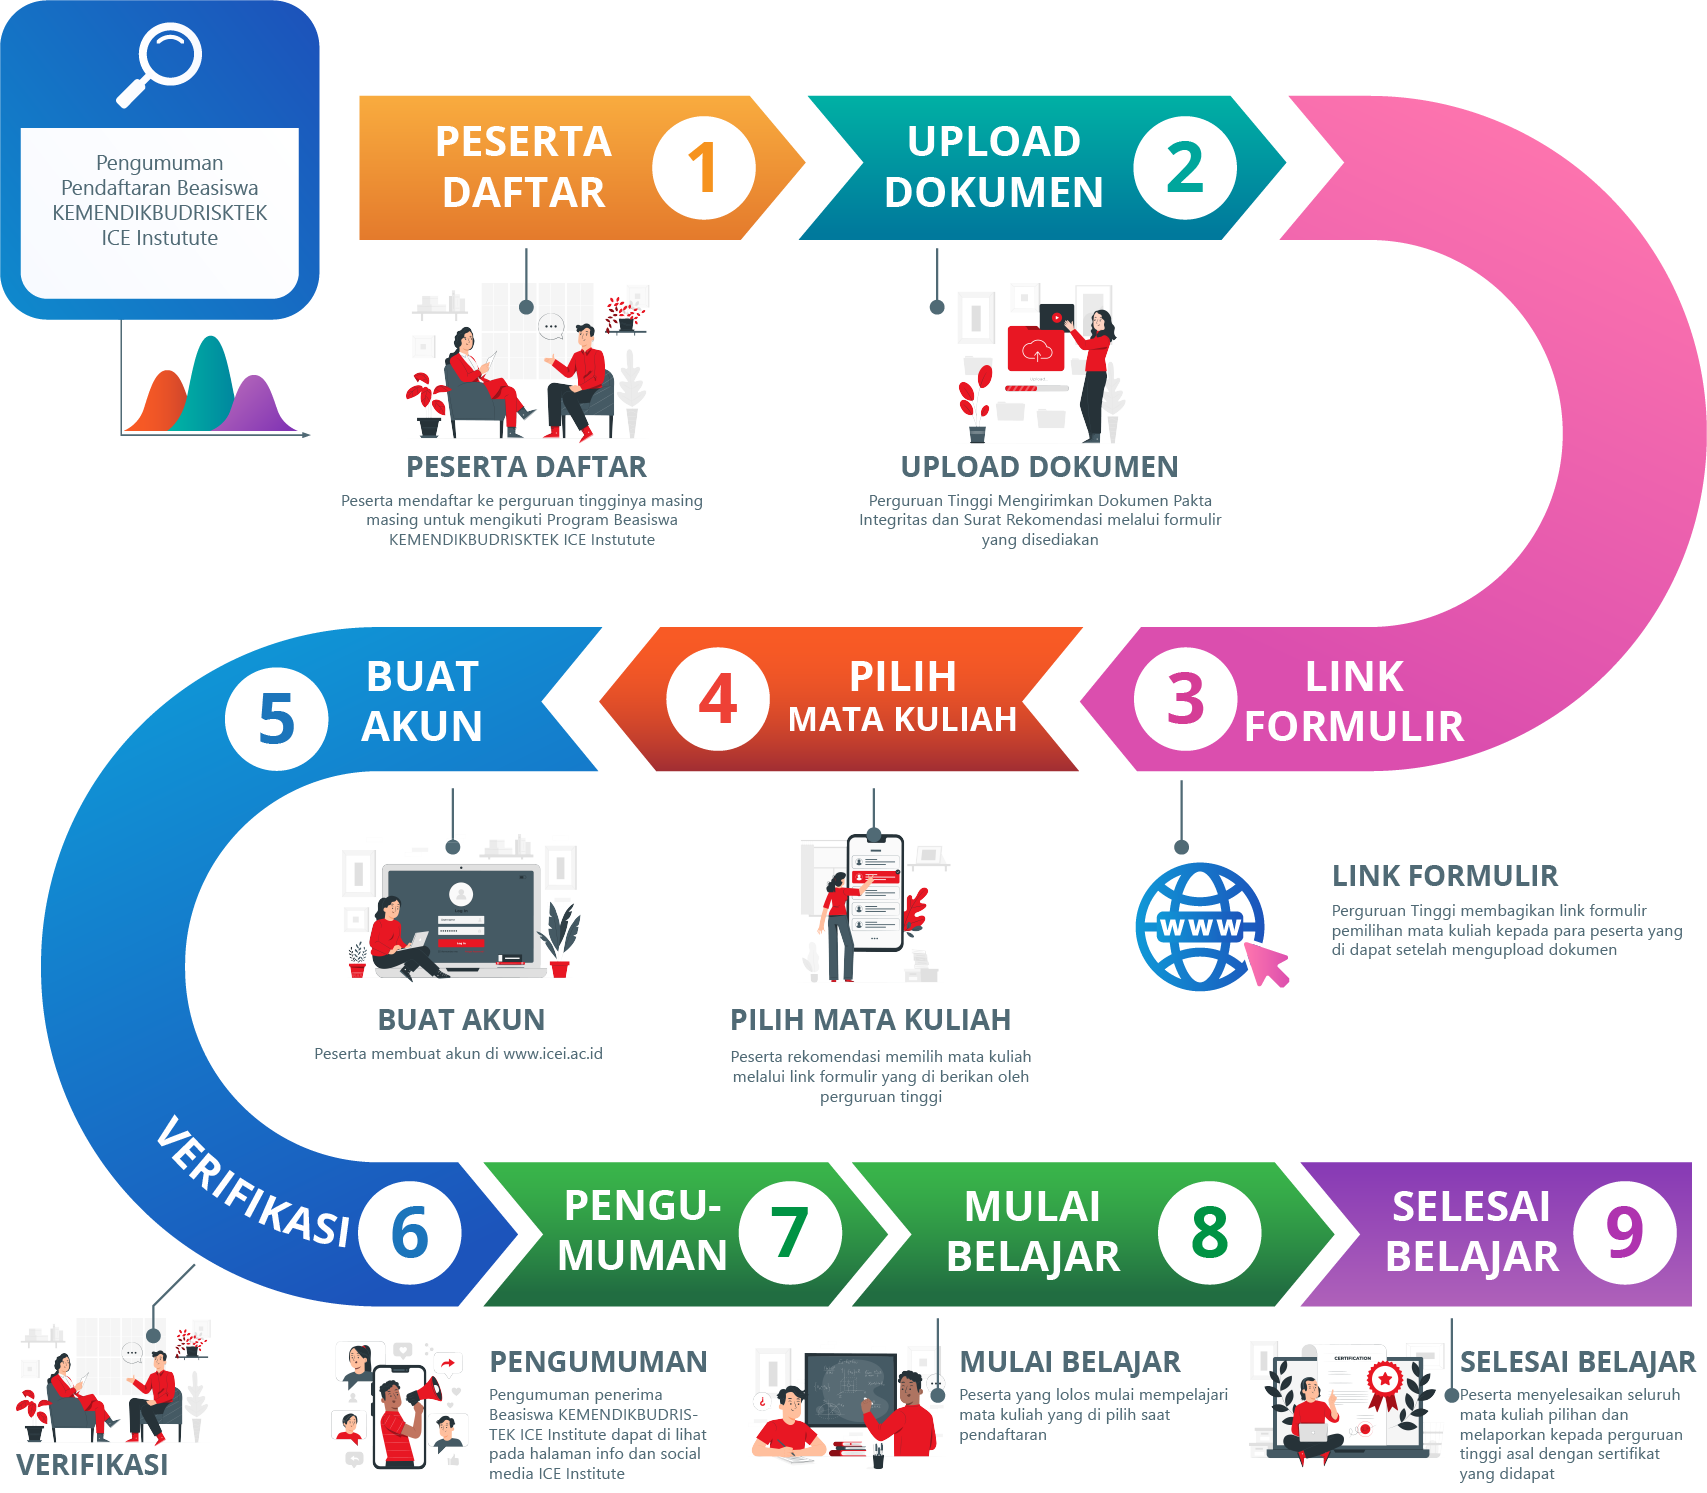 Pengumuman
Pendaftaran Beasiswa
KEMENDIKBUDRISKTEK
ICE Instutute
PESERTA
DAFTAR
1
UPLOAD
DOKUMEN
2
PESERTA DAFTAR
Peserta mendaftar ke perguruan tingginya masing
masing untuk mengikuti Program Beasiswa
KEMENDIKBUDRISKTEK ICE Instutute
UPLOAD DOKUMEN
Perguruan Tinggi Mengirimkan Dokumen Pakta
Integritas dan Surat Rekomendasi melalui formulir
yang disediakan
3
LINK
FORMULIR
4
PILIH
MATA KULIAH
5
BUAT
AKUN
WWW
LINK FORMULIR
Perguruan Tinggi membagikan link formulir
pemilihan mata kuliah kepada para peserta yang
di dapat setelah mengupload dokumen
PILIH MATA KULIAH
Peserta rekomendasi memilih mata kuliah
melalui link formulir yang di berikan oleh
perguruan tinggi
Log In
BUAT AKUN
Peserta membuat akun di www.icei.ac.id
VERIFIKASI
6
PENGU-
MUMAN
7
MULAI
BELAJAR
8
SELESAI
BELAJAR
9
VERIFIKASI
PENGUMUMAN
Pengumuman penerima
Beasiswa KEMENDIKBUDRIS-
TEK ICE Institute dapat di lihat
pada halaman info dan social
media ICE Institute
MULAI BELAJAR
Peserta yang lolos mulai mempelajari
mata kuliah yang di pilih saat
pendaftaran
CERTIFICATION
SELESAI BELAJAR
Peserta menyelesaikan seluruh
mata kuliah pilihan dan
melaporkan kepada perguruan
tinggi asal dengan sertifikat
yang didapat